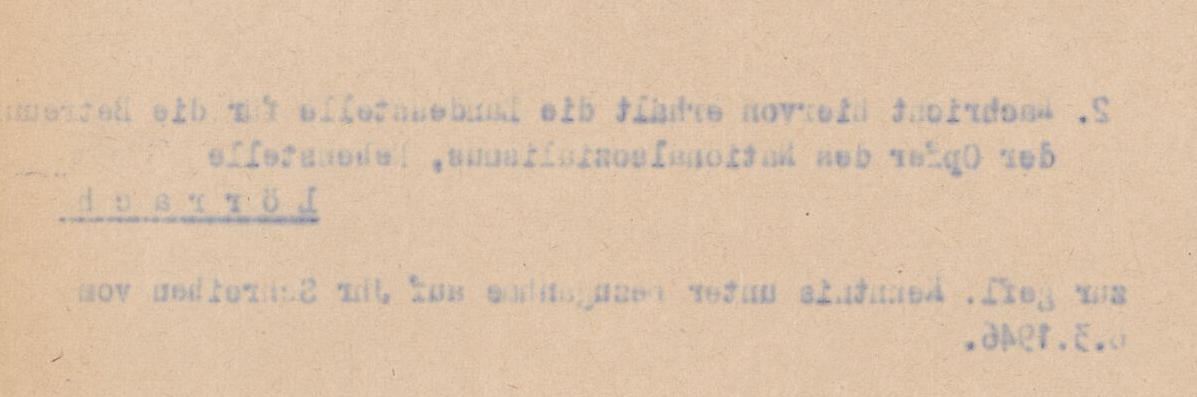 2. Nachricht hiervon erhält die Landesstelle für die Betreuung
der Opfer des Nationalsozialismus, Nebenstelle
Lörrach
zur gefl. Kenntnis unter Bezugnahme auf Ihr Schreiben vom
6.3.1946.